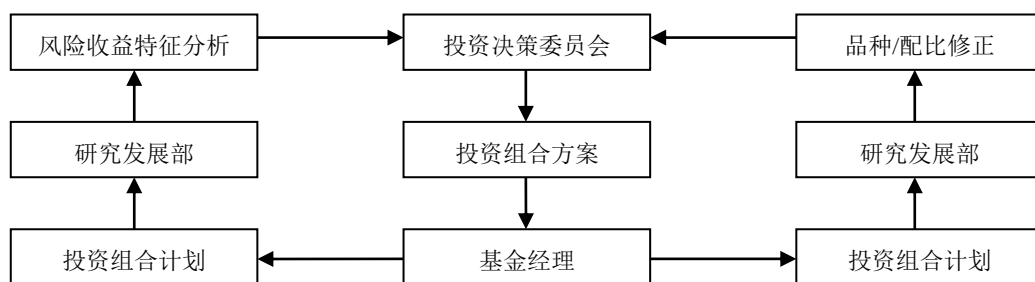 风险收益特征分析
投资决策委员会
品种/配比修正
研究发展部
投资组合方案
研究发展部
投资组合计划
基金经理
投资组合计划